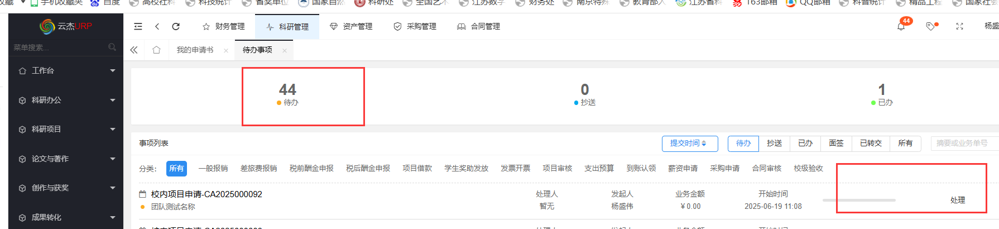 收藏 手机收藏夹 百度 高校社科 科技统计 省奖单位 国家自然 科研处 全国艺术 江苏数字 财务处 南京特殊 教育部人 江苏省科 163邮箱 QQ邮箱 科普统计 精品工程 国家社会
云杰URP 财务管理 科研管理 资产管理 采购管理 合同管理 44 杨盛
菜单搜索... 我的申请书 × 待办事项 ×
工作台
科研办公
科研项目
论文与著作
创作与获奖
成果转化
44 0 1
待办 抄送 已办
事项列表 提交时间 待办 抄送 已办 面签 已转交 所有 摘要或业务单号
分类: 所有 一般报销 差旅费报销 税前酬金申报 税后酬金申报 项目借款 学生奖助发放 发票开票 项目审核 支出预算 到账认领 薪资申请 采购申请 合同审核 校级验收
校内项目申请-CA2025000092 处理人 发起人 业务金额 开始时间
团队测试名称 暂无 杨盛伟 ¥0.00 2025-06-19 11:08 处理